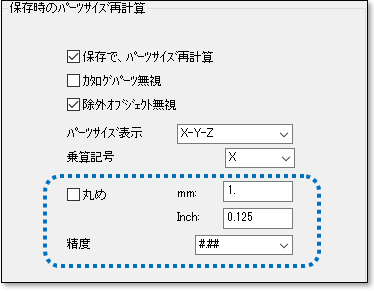 保存時のパーツサイズ再計算
保存で、パーツサイズ再計算
カタログパーツ無視
除外オブジェクト無視
パーツサイズ表示 X-Y-Z
乗算記号 X
丸め mm: 1.
Inch: 0.125
精度 #.##